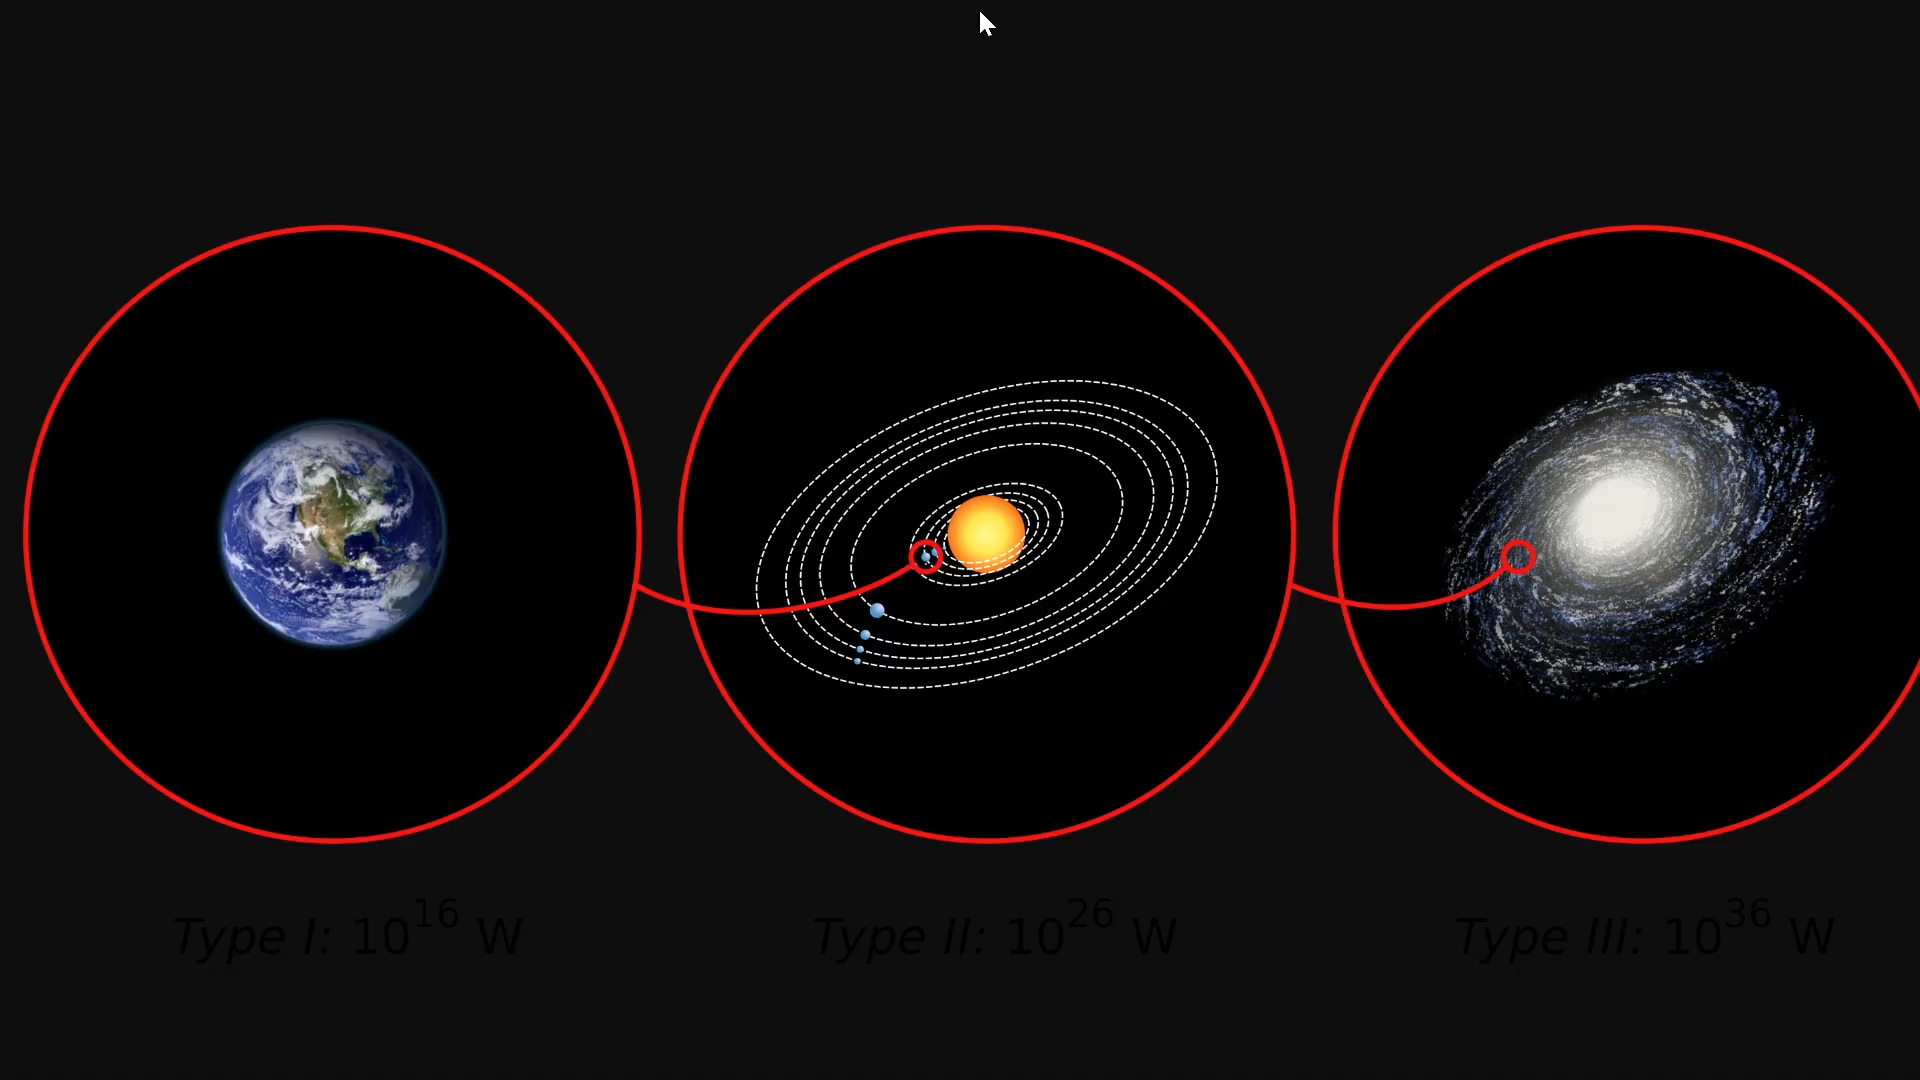 Type I: 10¹⁶ W
Type II: 10²⁶ W
Type III: 10³⁶ W